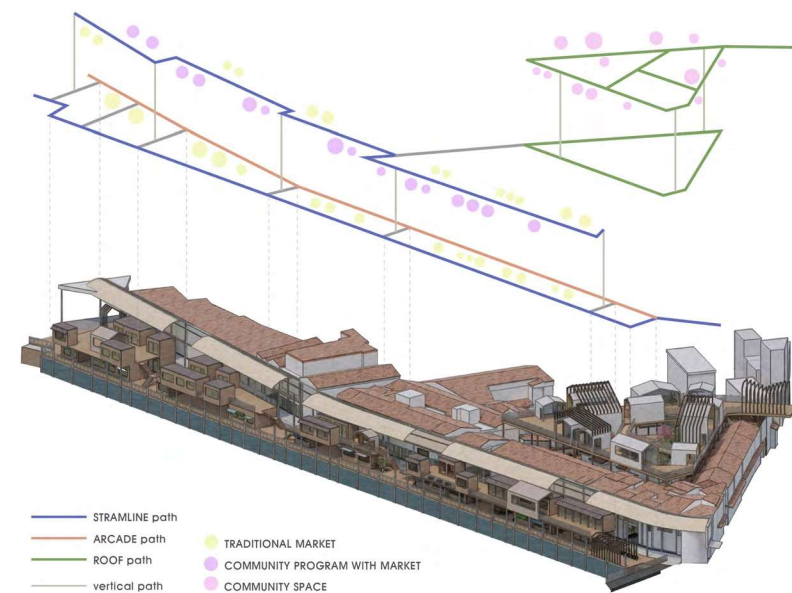 STRAMLINE path
ARCADE path
ROOF path
vertical path
TRADITIONAL MARKET
COMMUNITY PROGRAM WITH MARKET
COMMUNITY SPACE